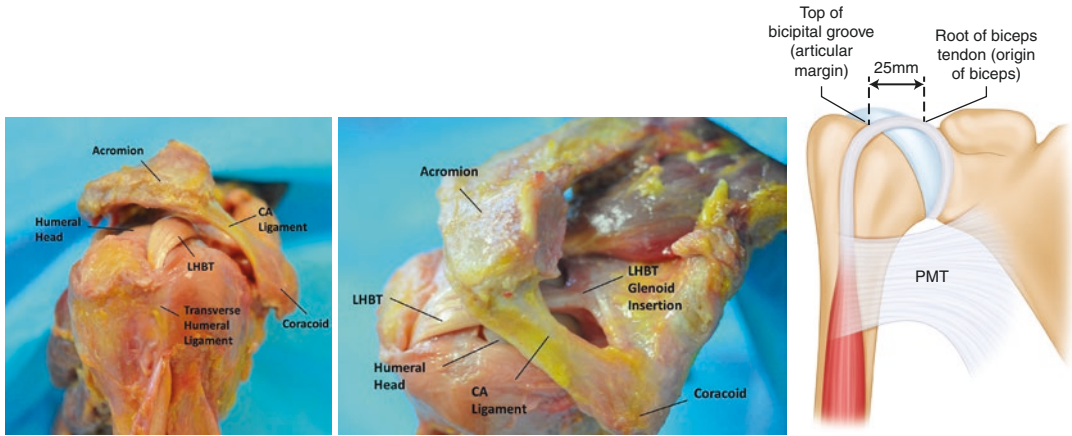 Acromion
Humeral
Head
CA
Ligament
LHBT
Transverse
Humeral
Ligament
Coracoid
Acromion
LHBT
LHBT
Glenoid
Insertion
Humeral
Head
CA
Ligament
Coracoid
Top of
bicipital groove
(articular
margin)
25mm
Root of biceps
tendon (origin
of biceps)
PMT